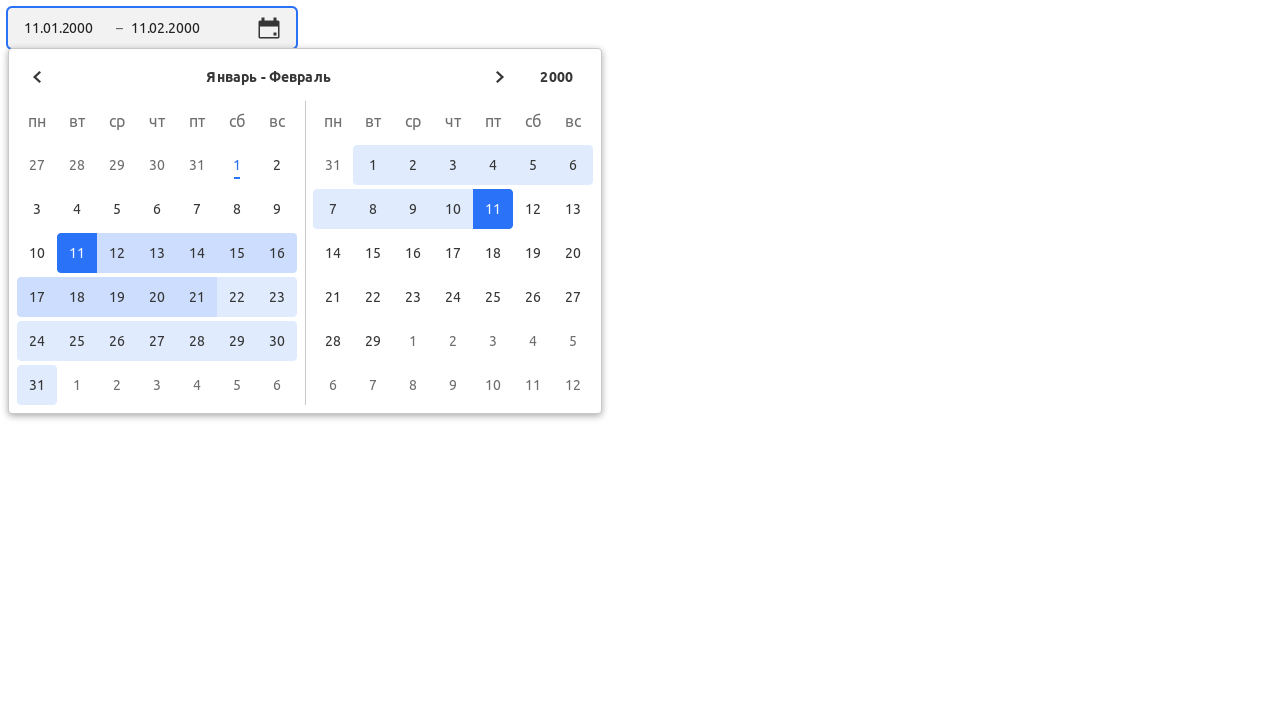 11.01.2000 – 11.02.2000
Январь - Февраль 2000
пн вт ср чт пт сб вс
27 28 29 30 31 1 2
3 4 5 6 7 8 9
10 11 12 13 14 15 16
17 18 19 20 21 22 23
24 25 26 27 28 29 30
31 1 2 3 4 5 6
пн вт ср чт пт сб вс
31 1 2 3 4 5 6
7 8 9 10 11 12 13
14 15 16 17 18 19 20
21 22 23 24 25 26 27
28 29 1 2 3 4 5
6 7 8 9 10 11 12